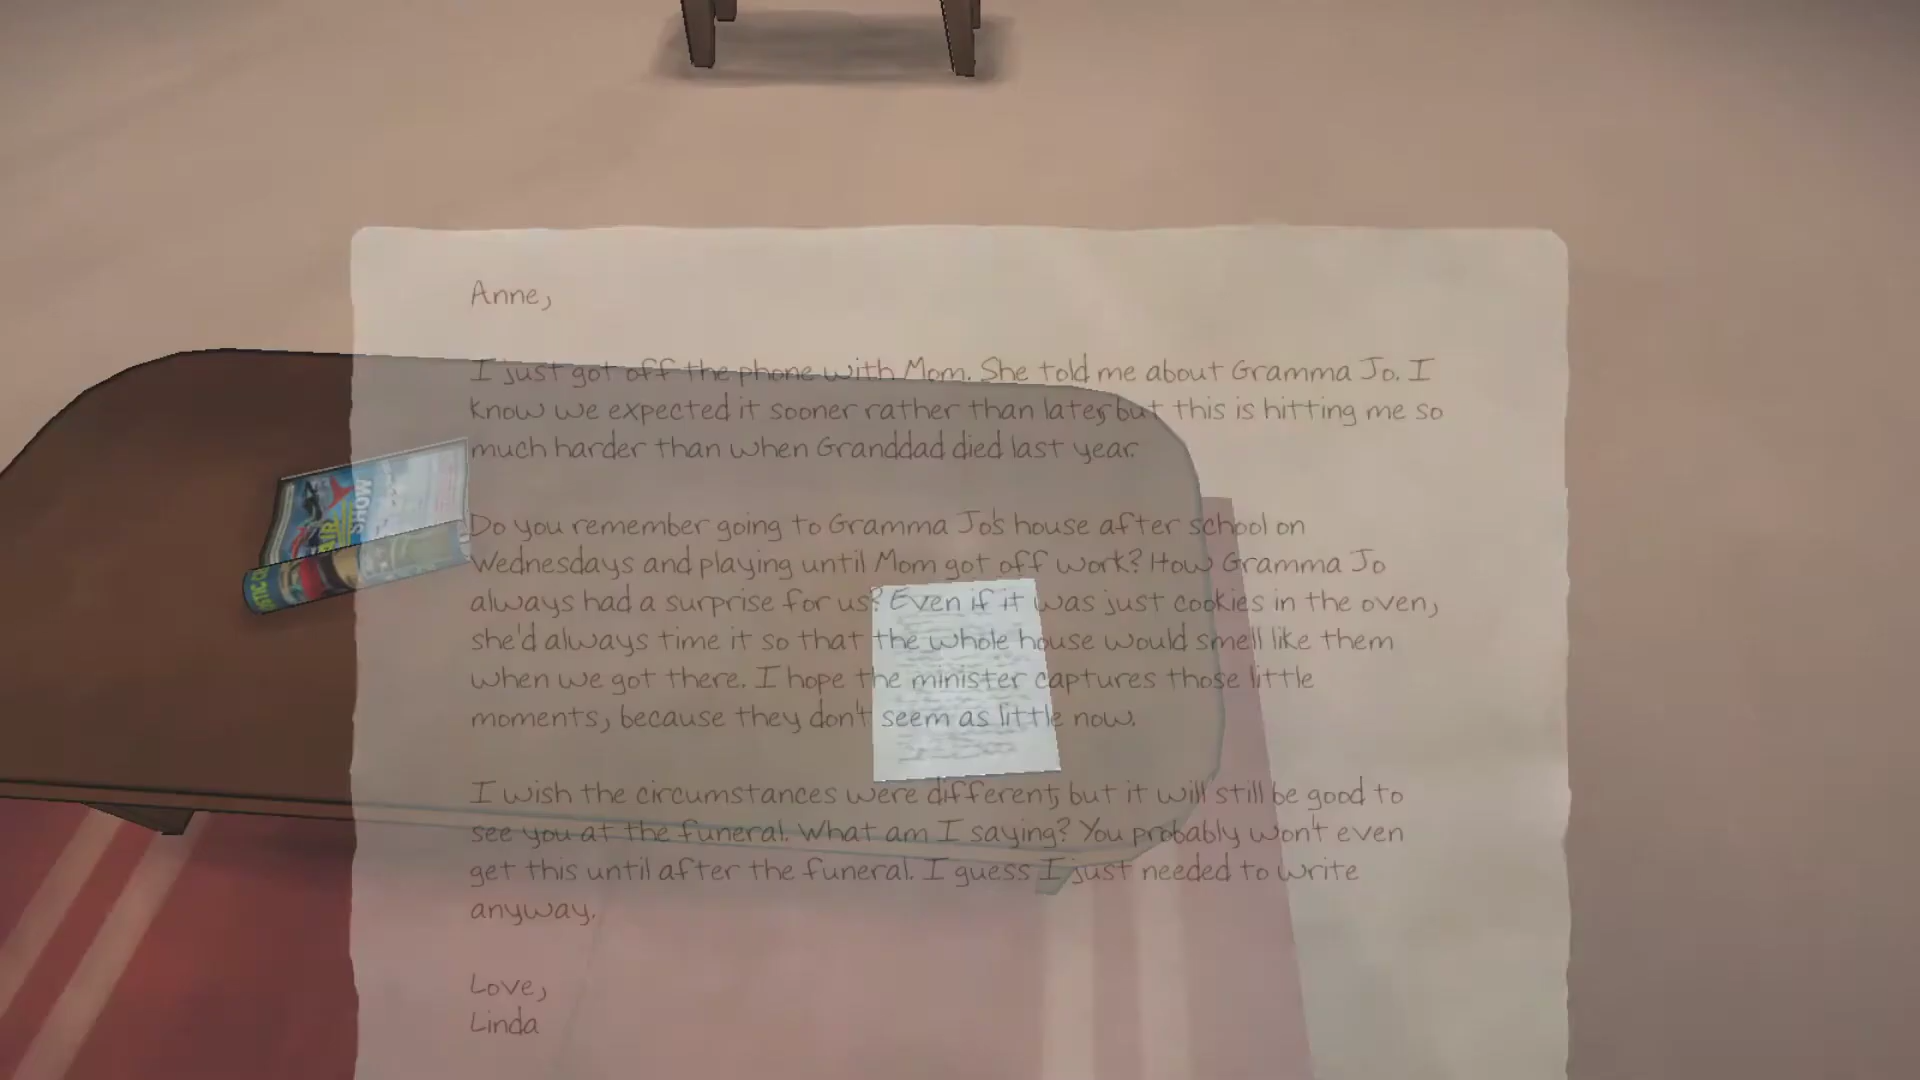 Anne,
I just got off the phone with Mom. She told me about Gramma Jo. I
know we expected it sooner rather than later, but this is hitting me so
much harder than when Granddad died last year.
Do you remember going to Gramma Jo's house after school on
Wednesdays and playing until Mom got off work? How Gramma Jo
always had a surprise for us? Even if it was just cookies in the oven,
she'd always time it so that the whole house would smell like them
when we got there. I hope the minister captures those little
moments, because they don't seem as little now.
I wish the circumstances were different, but it will still be good to
see you at the funeral. What am I saying? You probably won't even
get this until after the funeral. I guess I just needed to write
anyway.
Love,
Linda
AIR
SHOW